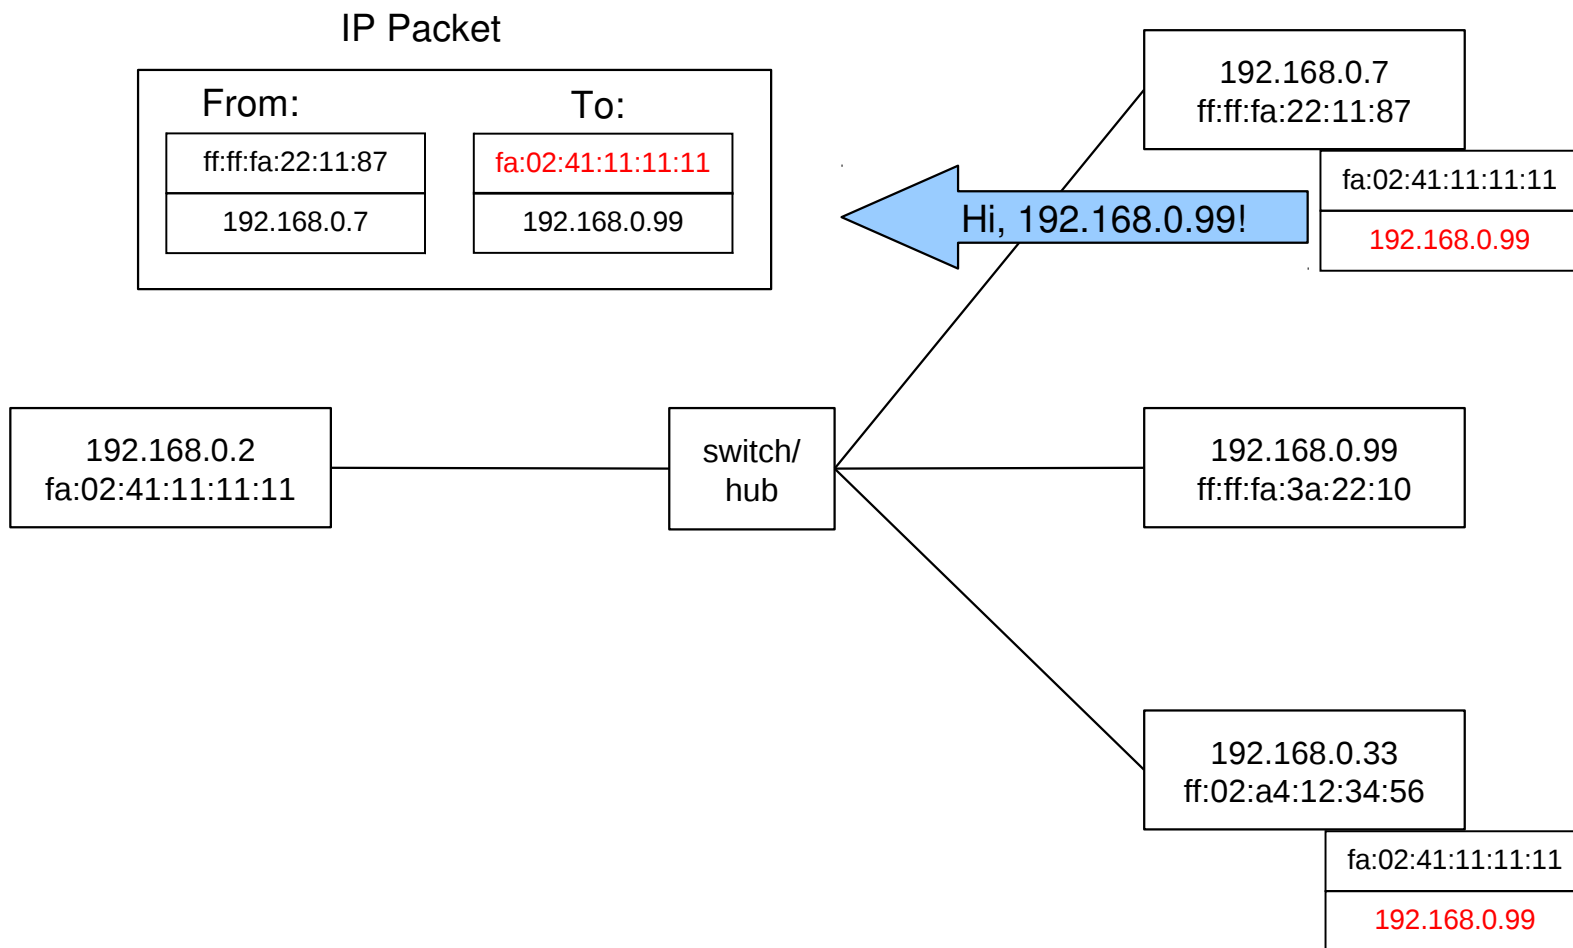 IP Packet
From:
To:
ff:ff:fa:22:11:87
192.168.0.7
fa:02:41:11:11:11
192.168.0.99
Hi, 192.168.0.99!
192.168.0.7
ff:ff:fa:22:11:87
fa:02:41:11:11:11
192.168.0.99
192.168.0.2
fa:02:41:11:11:11
switch/
hub
192.168.0.99
ff:ff:fa:3a:22:10
192.168.0.33
ff:02:a4:12:34:56
fa:02:41:11:11:11
192.168.0.99